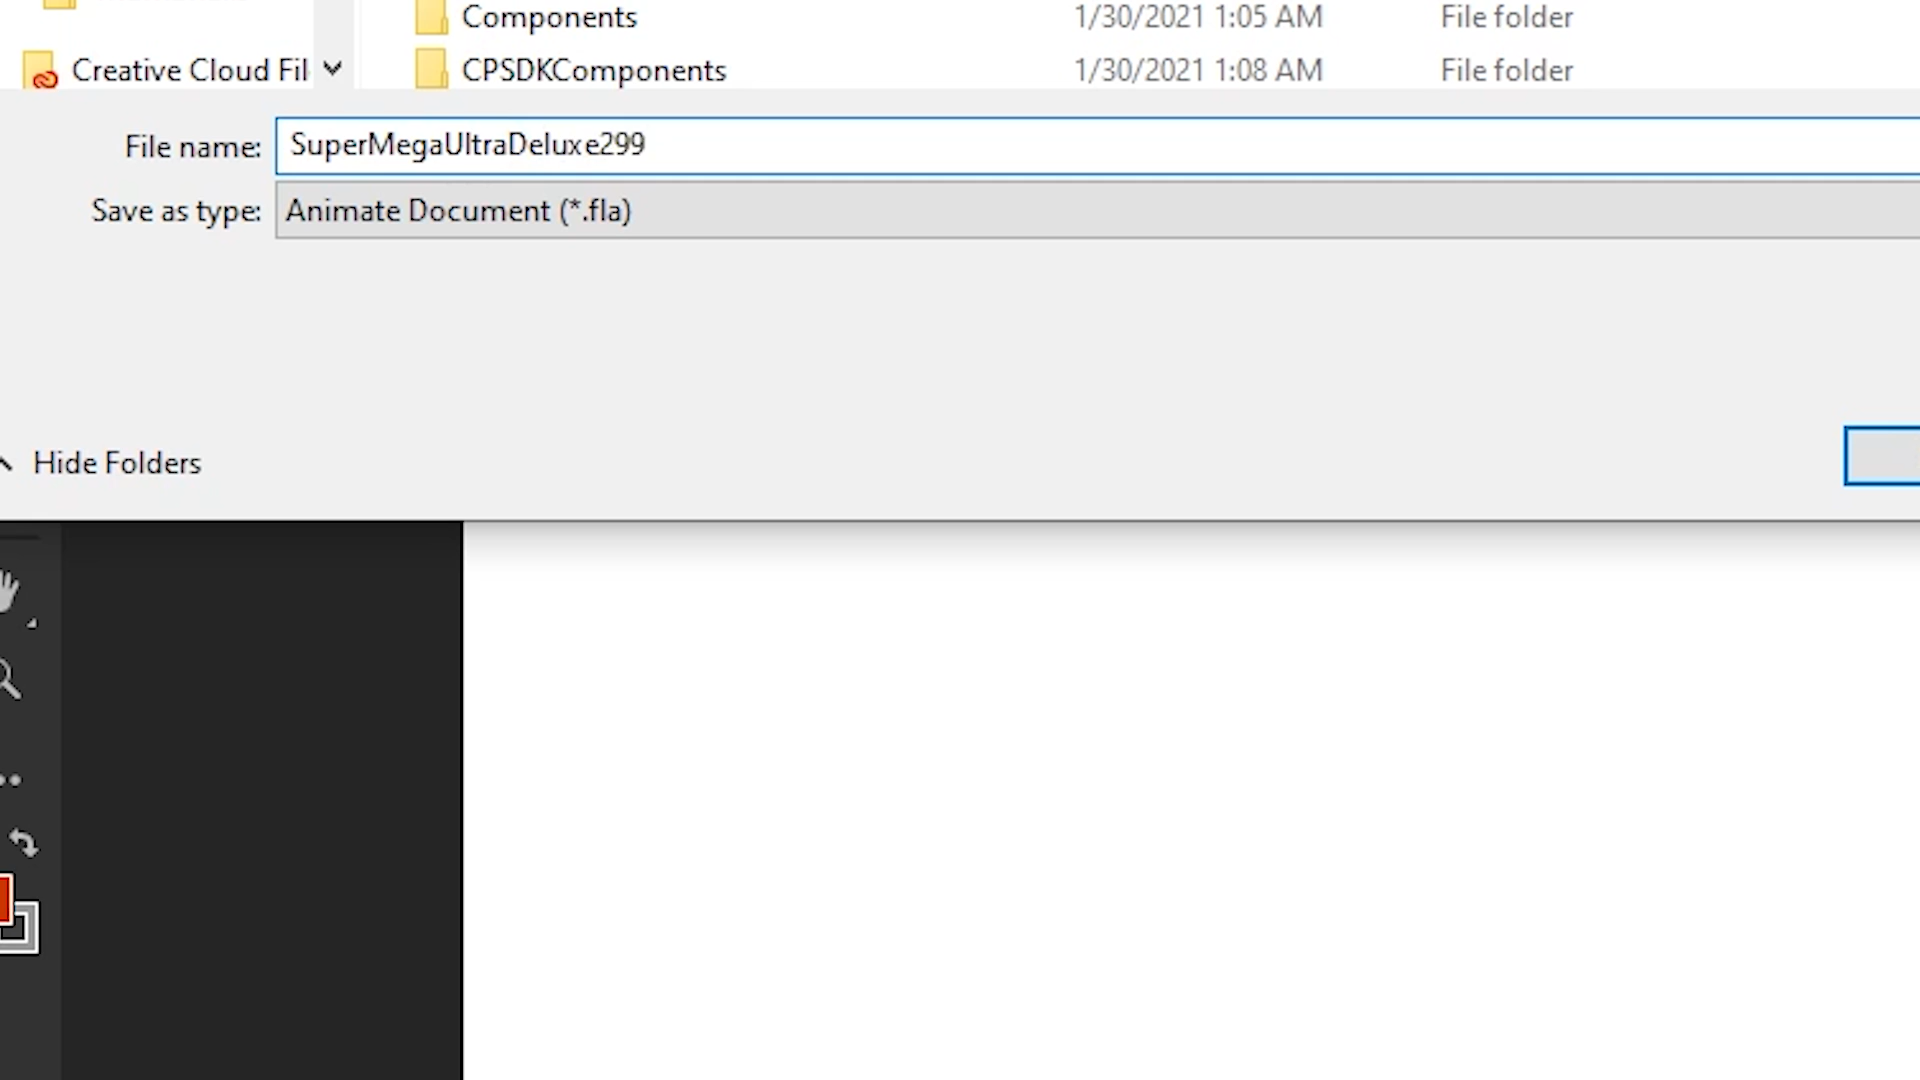 Components 1/30/2021 1:05 AM File folder
Creative Cloud Fil CPSDKComponents 1/30/2021 1:08 AM File folder
File name: SuperMegaUltraDeluxe299
Save as type: Animate Document (*.fla)
Hide Folders